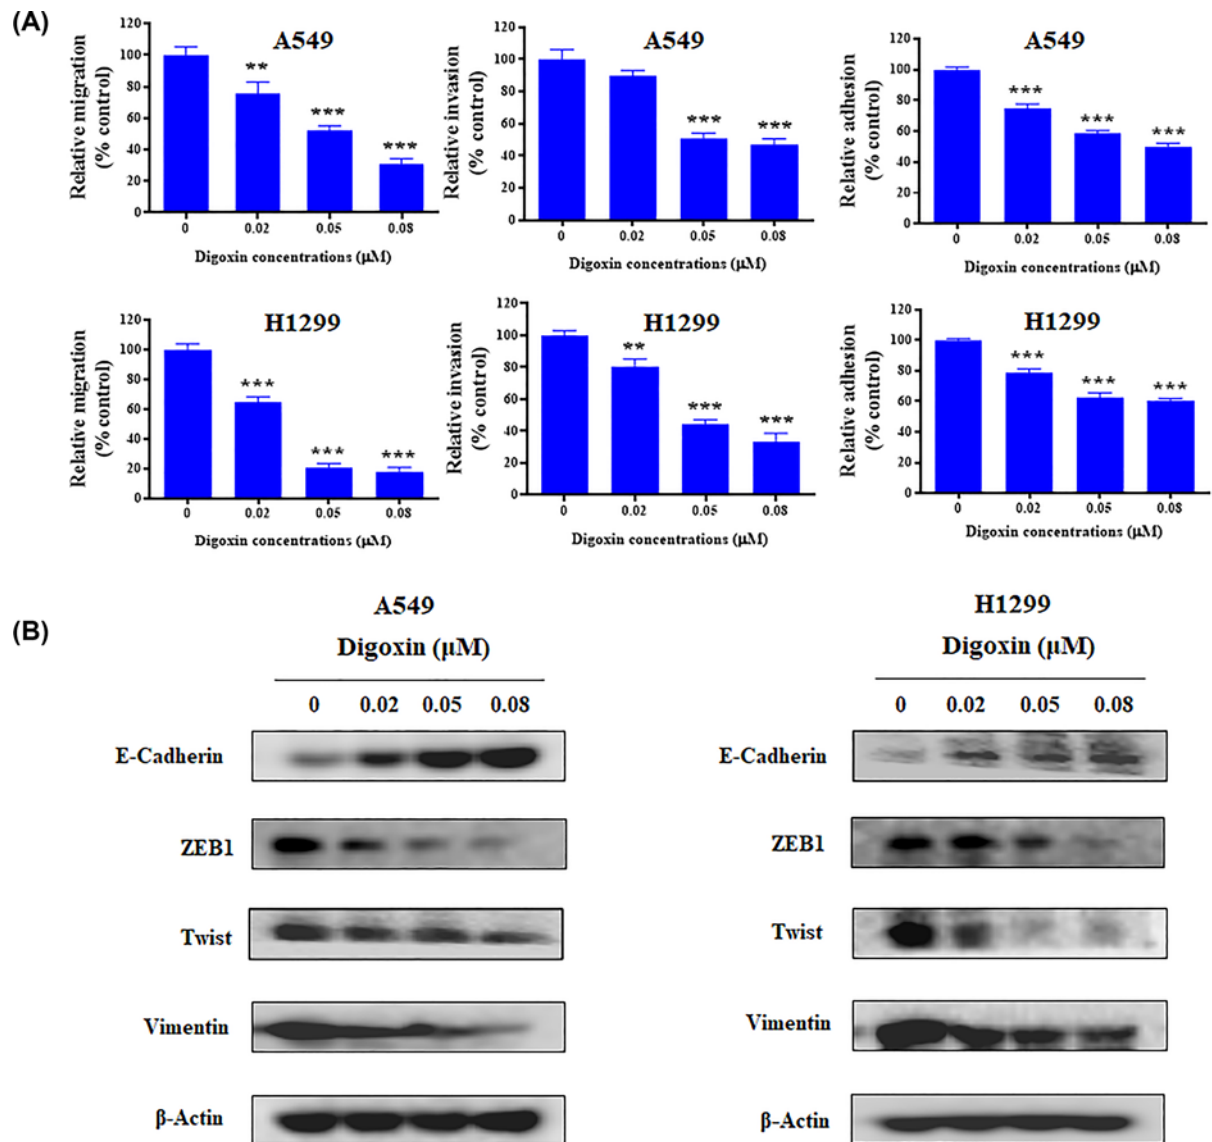 (A)
A549
Relative migration
(% control)
120
100
80
60
40
20
0
**
***
***
0 0.02 0.05 0.08
Digoxin concentrations (μM)
A549
Relative invasion
(% control)
120
100
80
60
40
20
0
***
***
0 0.02 0.05 0.08
Digoxin concentrations (μM)
A549
Relative adhesion
(% control)
120
100
80
60
40
20
0
***
***
***
0 0.02 0.05 0.08
Digoxin concentrations (μM)
H1299
Relative migration
(% control)
120
100
80
60
40
20
0
***
***
***
0 0.02 0.05 0.08
Digoxin concentrations (μM)
H1299
Relative invasion
(% control)
120
100
80
60
40
20
0
**
***
***
0 0.02 0.05 0.08
Digoxin concentrations (μM)
H1299
Relative adhesion
(% control)
120
100
80
60
40
20
0
***
***
***
0 0.02 0.05 0.08
Digoxin concentrations (μM)
(B)
A549
Digoxin (μM)
0 0.02 0.05 0.08
E-Cadherin
ZEB1
Twist
Vimentin
β-Actin
H1299
Digoxin (μM)
0 0.02 0.05 0.08
E-Cadherin
ZEB1
Twist
Vimentin
β-Actin